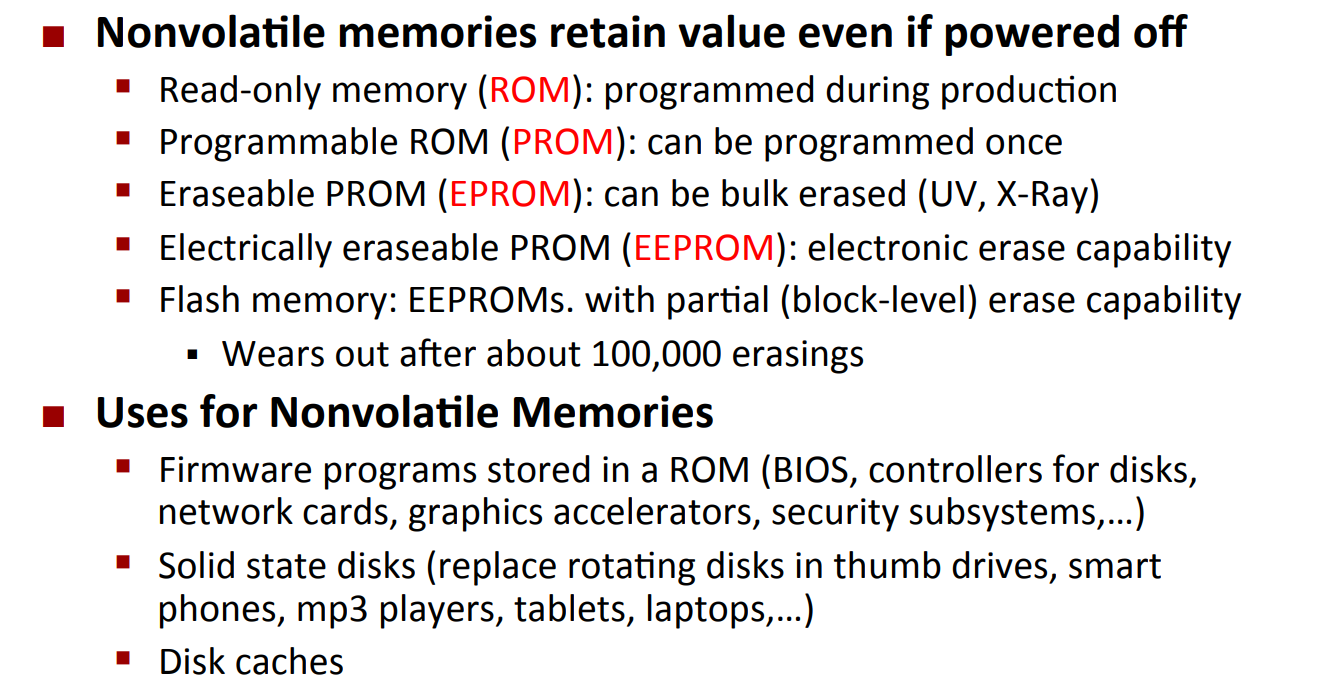 Nonvolatile memories retain value even if powered off
Read-only memory (ROM): programmed during production
Programmable ROM (PROM): can be programmed once
Eraseable PROM (EPROM): can be bulk erased (UV, X-Ray)
Electrically eraseable PROM (EEPROM): electronic erase capability
Flash memory: EEPROMs. with partial (block-level) erase capability
Wears out after about 100,000 erasings
Uses for Nonvolatile Memories
Firmware programs stored in a ROM (BIOS, controllers for disks,
network cards, graphics accelerators, security subsystems,...)
Solid state disks (replace rotating disks in thumb drives, smart
phones, mp3 players, tablets, laptops,...)
Disk caches